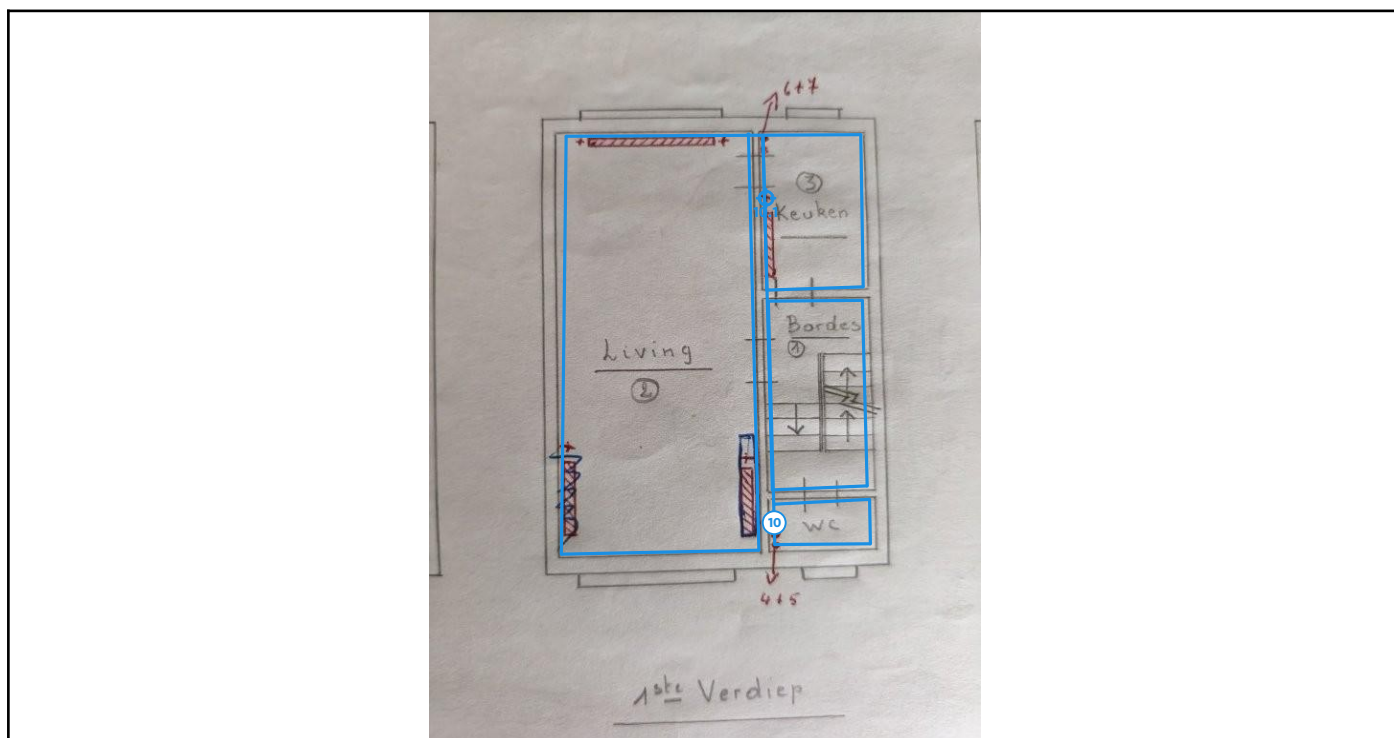 6+7
③
Keuken
Bordes
①
Living
②
10
WC
4+5
1ste Verdiep